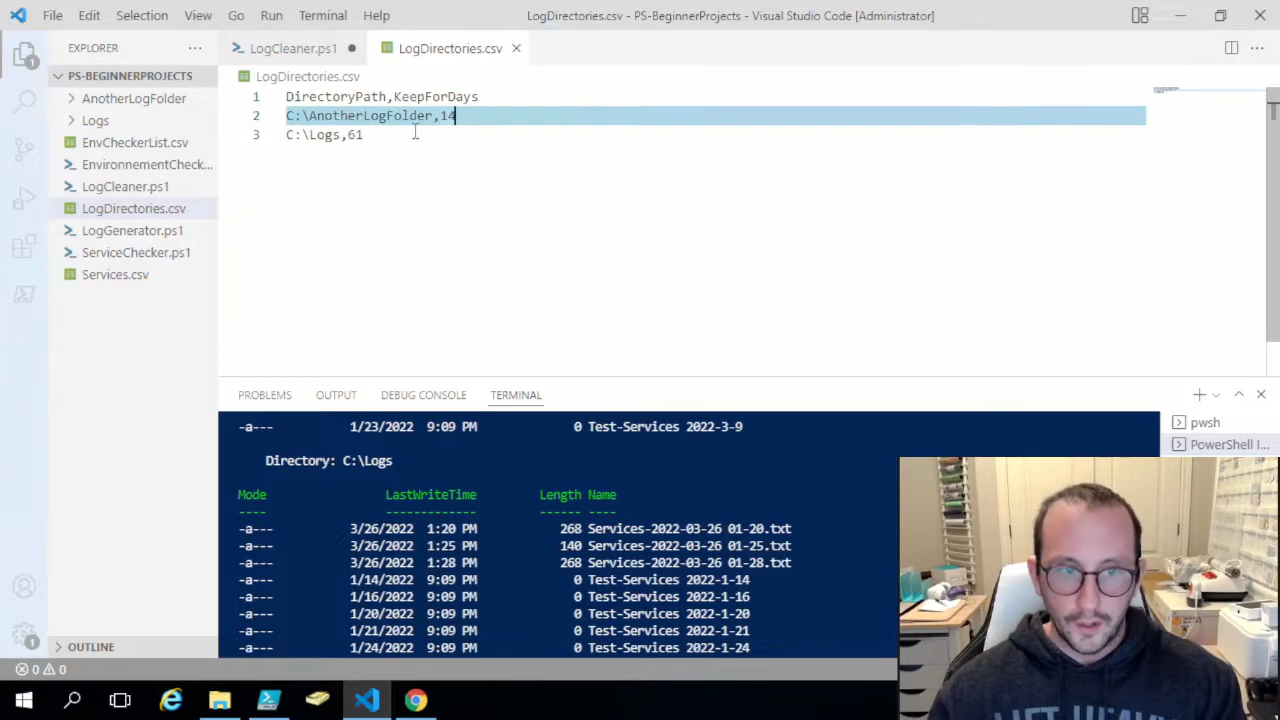 File Edit Selection View Go Run Terminal Help
LogDirectories.csv - PS-BeginnerProjects - Visual Studio Code [Administrator]
EXPLORER
PS-BEGINNERPROJECTS
AnotherLogFolder
Logs
EnvCheckerList.csv
EnvironnementCheck...
LogCleaner.ps1
LogDirectories.csv
LogGenerator.ps1
ServiceChecker.ps1
Services.csv
OUTLINE
1
1
LogCleaner.ps1
LogDirectories.csv
LogDirectories.csv
1 DirectoryPath,KeepForDays
2 C:\AnotherLogFolder,14
3 C:\Logs,61
PROBLEMS OUTPUT DEBUG CONSOLE TERMINAL
-a--- 1/23/2022 9:09 PM 0 Test-Services 2022-3-9
Directory: C:\Logs
Mode LastWriteTime Length Name
---- ------------- ------ ----
-a--- 3/26/2022 1:20 PM 268 Services-2022-03-26 01-20.txt
-a--- 3/26/2022 1:25 PM 140 Services-2022-03-26 01-25.txt
-a--- 3/26/2022 1:28 PM 268 Services-2022-03-26 01-28.txt
-a--- 1/14/2022 9:09 PM 0 Test-Services 2022-1-14
-a--- 1/16/2022 9:09 PM 0 Test-Services 2022-1-16
-a--- 1/20/2022 9:09 PM 0 Test-Services 2022-1-20
-a--- 1/21/2022 9:09 PM 0 Test-Services 2022-1-21
-a--- 1/24/2022 9:09 PM 0 Test-Services 2022-1-24
pwsh
PowerShell I...
0 0